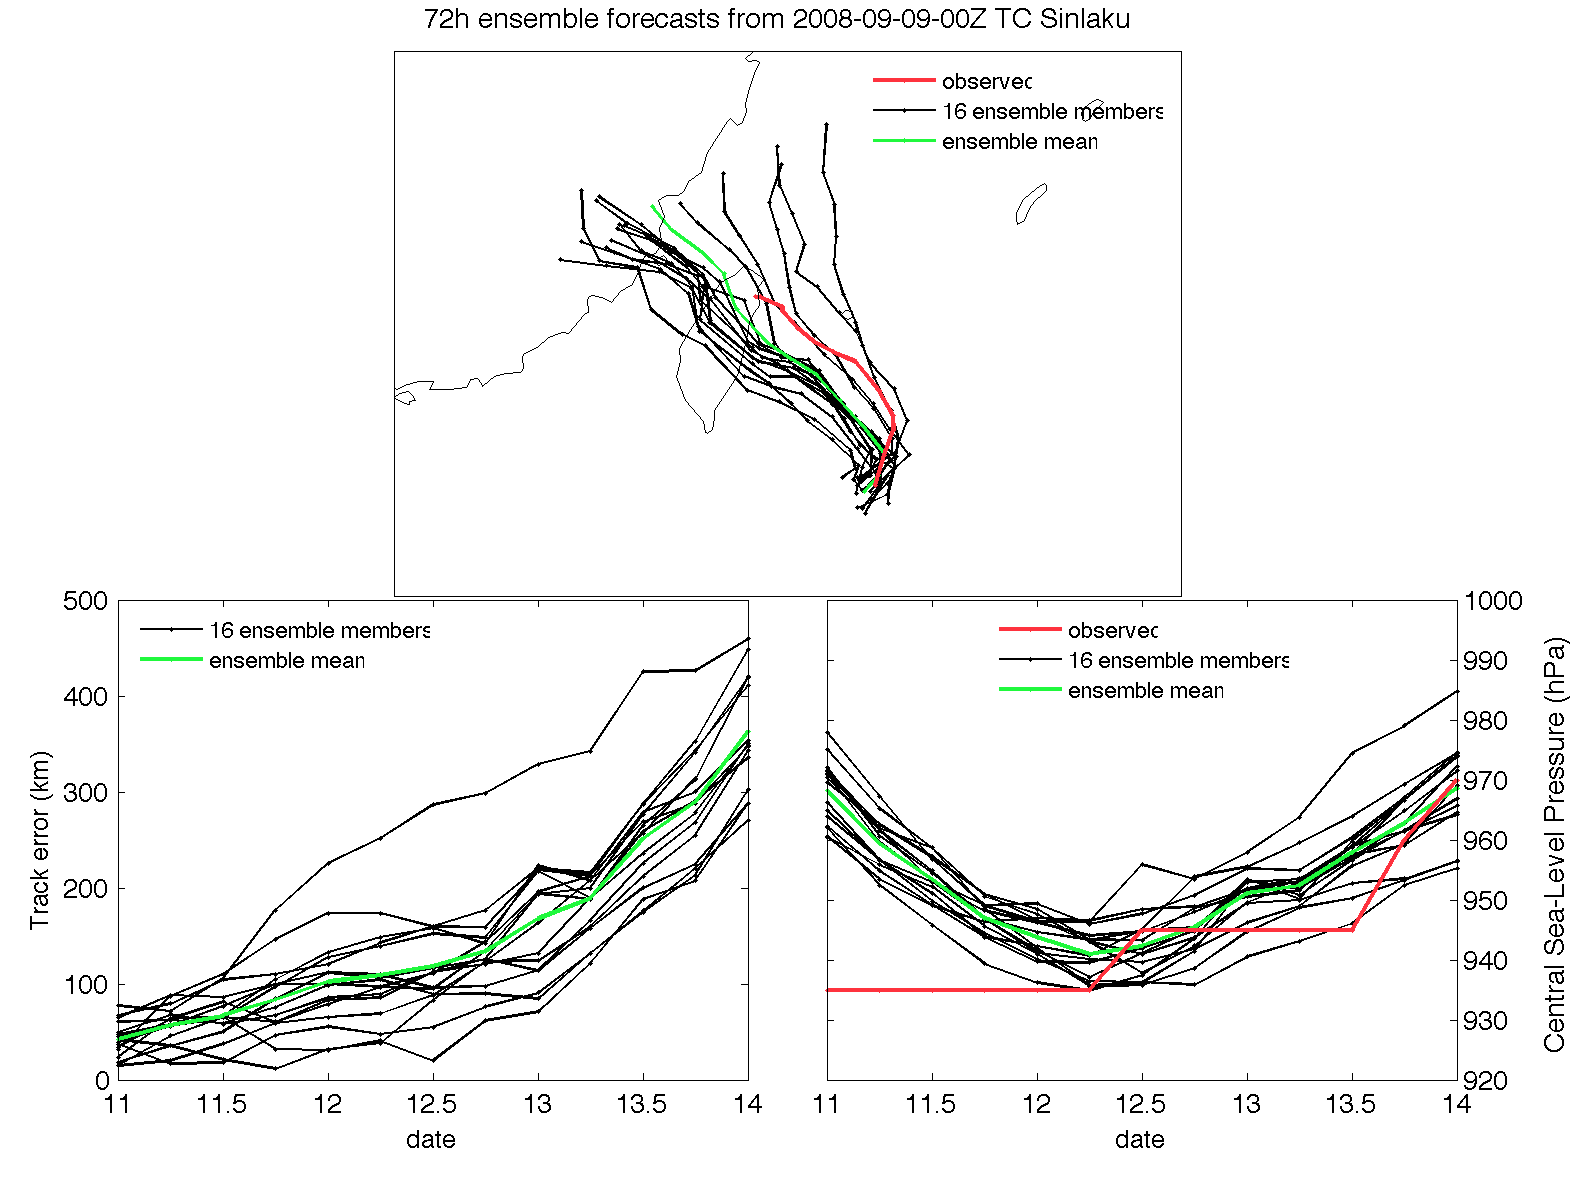 72h ensemble forecasts from 2008-09-09-00Z TC Sinlaku
observec
16 ensemble members
ensemble mean
500
400
300
200
100
0
11
11.5
12
12.5
13
13.5
14
date
Track error (km)
16 ensemble members
ensemble mean
observec
16 ensemble members
ensemble mean
1000
990
980
970
960
950
940
930
920
11
11.5
12
12.5
13
13.5
14
date
Central Sea-Level Pressure (hPa)